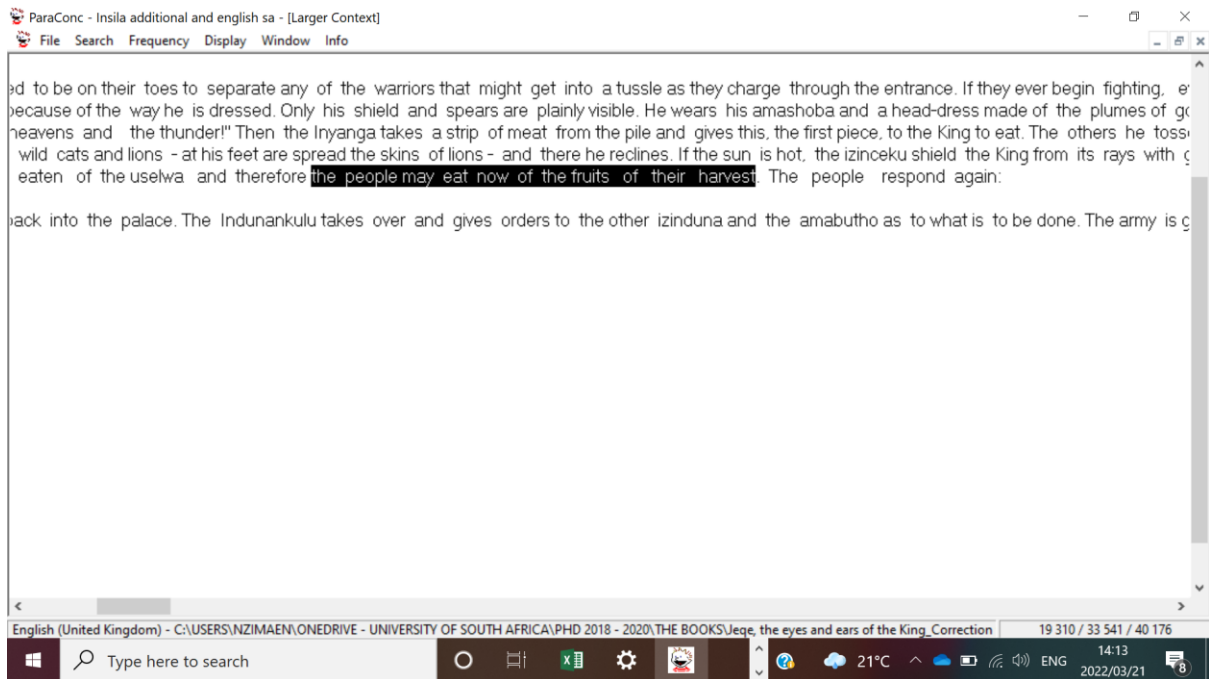 ParaConc - Insila additional and english sa - [Larger Context]
File Search Frequency Display Window Info
ed to be on their toes to separate any of the warriors that might get into a tussle as they charge through the entrance. If they ever begin fighting,
because of the way he is dressed. Only his shield and spears are plainly visible. He wears his amashoba and a head-dress made of the plumes of
heavens and the thunder!" Then the Inyanga takes a strip of meat from the pile and gives this, the first piece, to the King to eat. The others he
wild cats and lions - at his feet are spread the skins of lions - and there he reclines. If the sun is hot, the izinceku shield the King from its rays with
eaten of the uselwa and therefore the people may eat now of the fruits of their harvest. The people respond again:
back into the palace. The Indunankulu takes over and gives orders to the other izinduna and the amabutho as to what is to be done. The army is
English (United Kingdom) - C:\USERS\NZIMAEN\ONEDRIVE - UNIVERSITY OF SOUTH AFRICA\PHD 2018 - 2020\THE BOOKS\Jeqe, the eyes and ears of the King_Correction 19 310 / 33 541 / 40 176
Type here to search 21°C ENG 14:13
2022/03/21 8